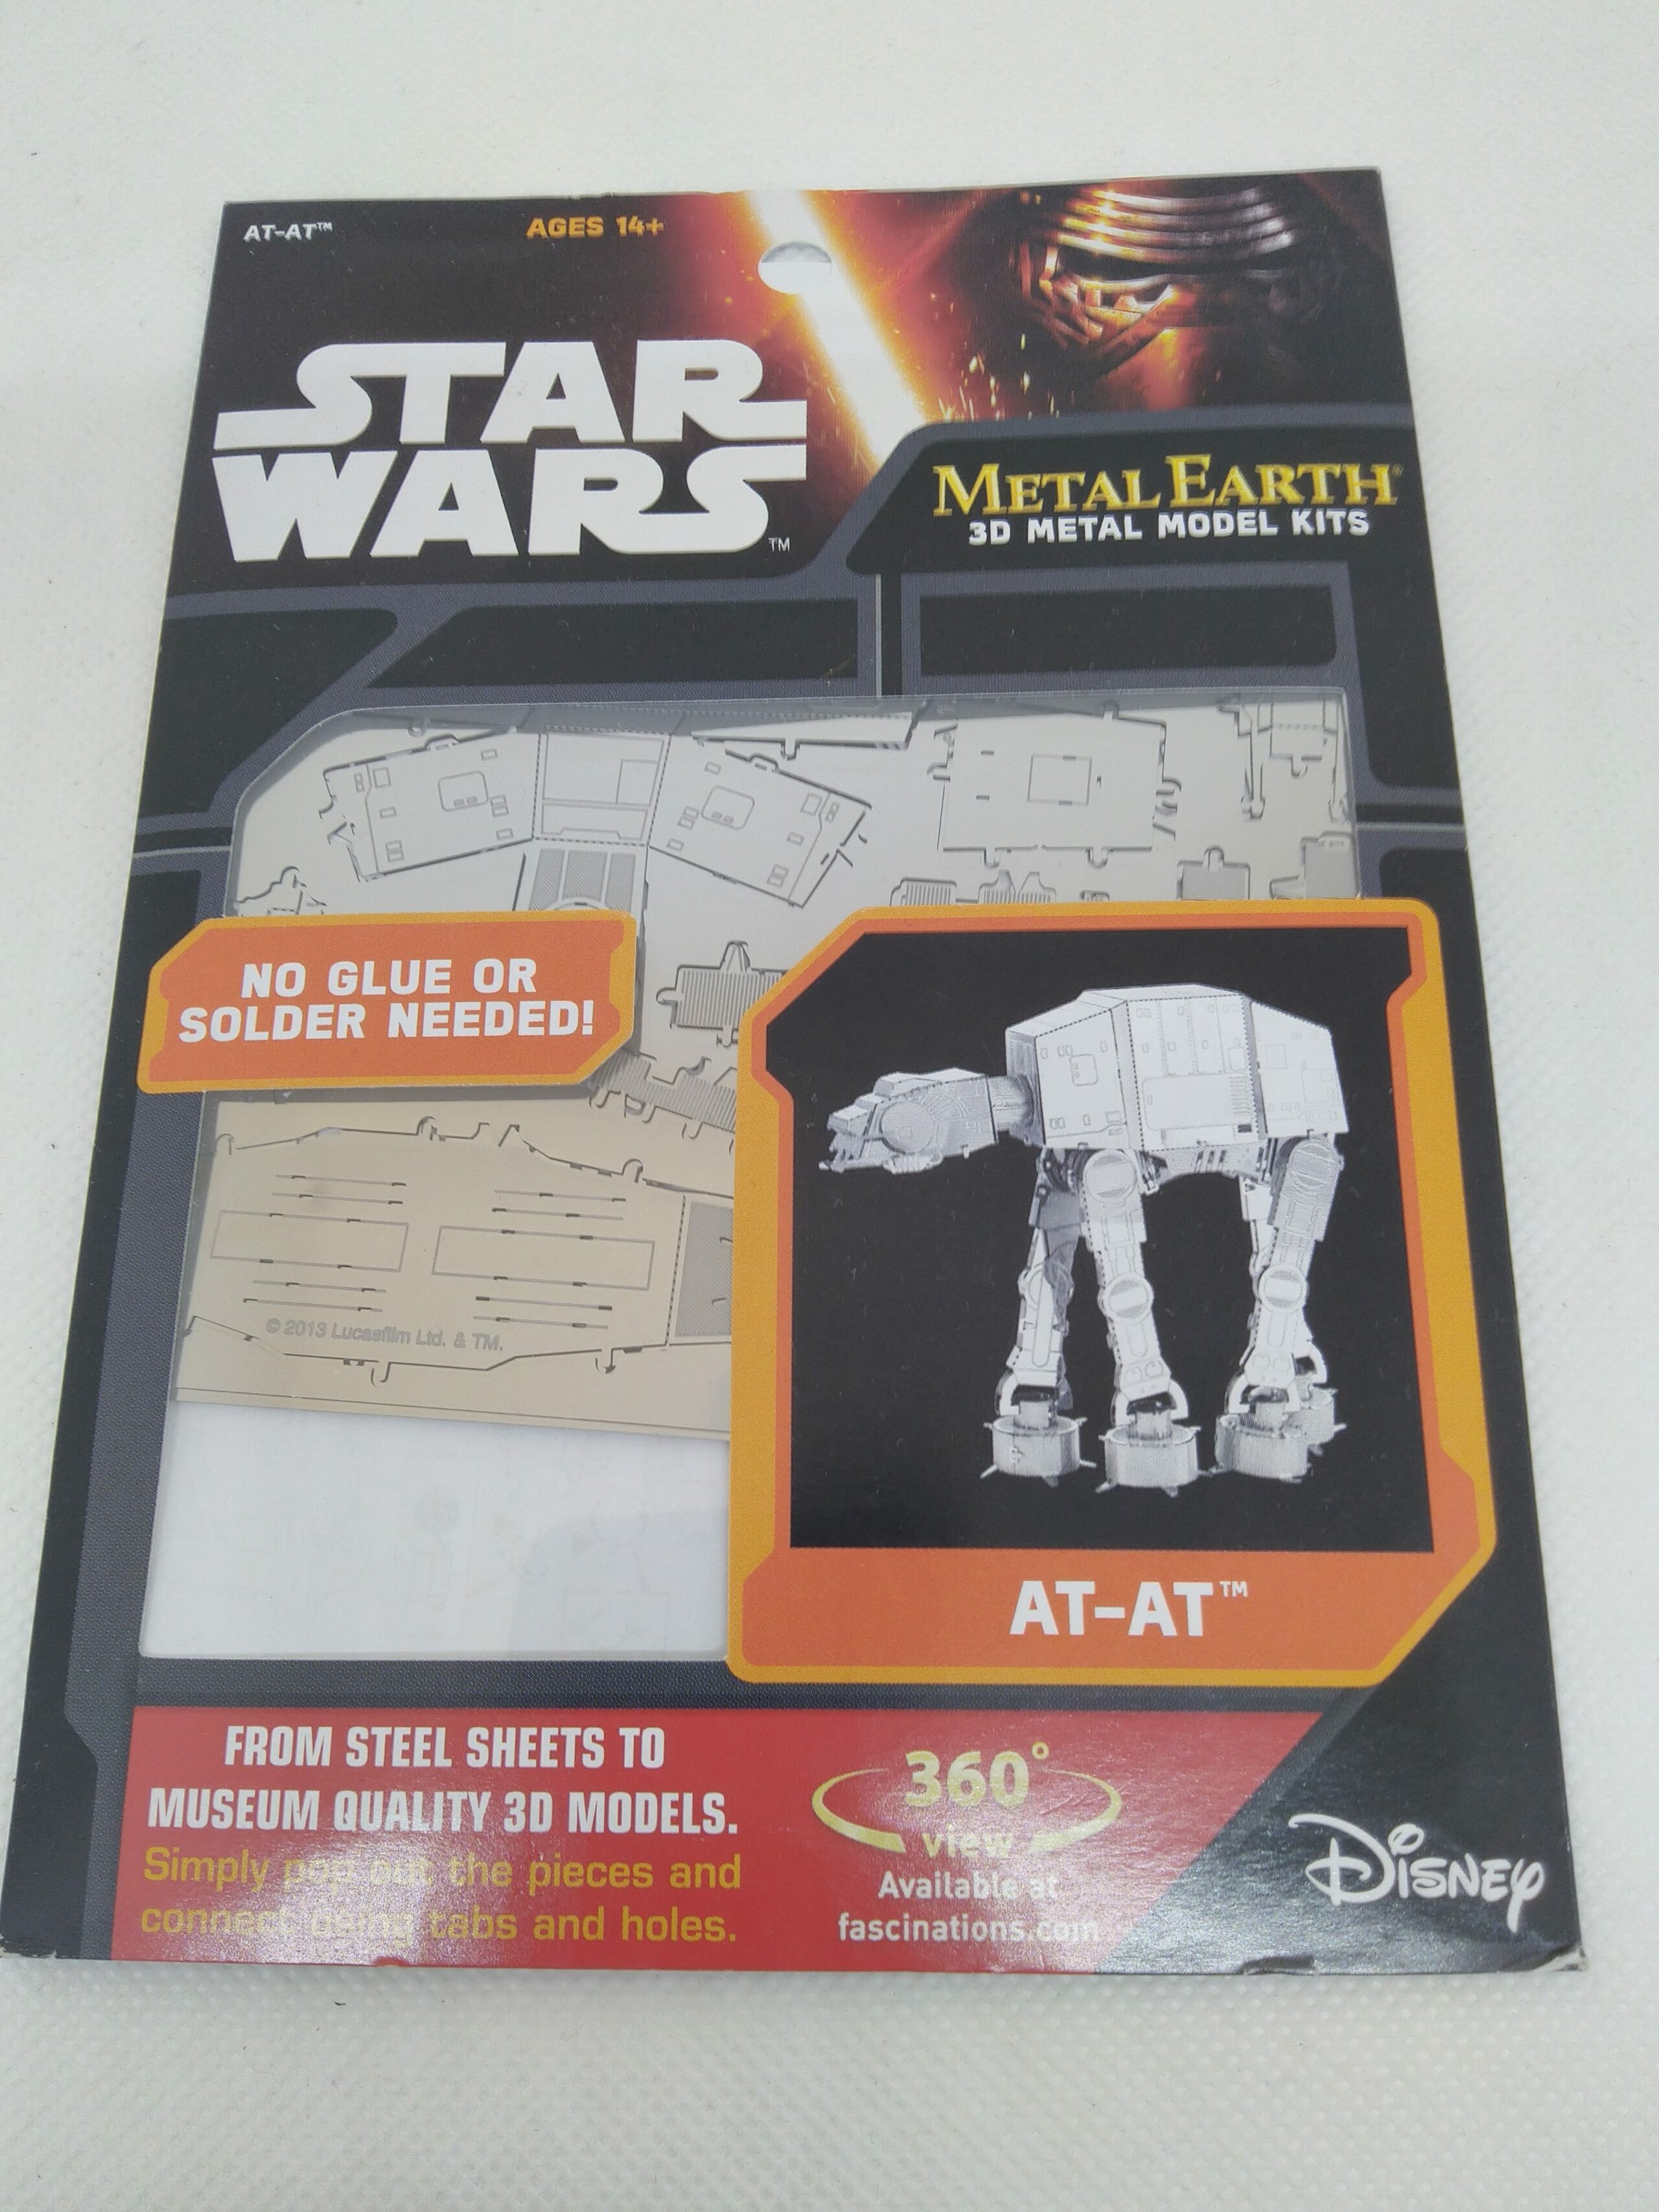 AT-AT™
AGES 14+
STAR
WARS™
METAL EARTH®
3D METAL MODEL KITS
NO GLUE OR
SOLDER NEEDED!
© 2013 Lucasfilm Ltd. & TM.
AT-AT™
FROM STEEL SHEETS TO
MUSEUM QUALITY 3D MODELS.
Simply pop out the pieces and
connect using tabs and holes.
360°
view
Available at
fascinations.com
Disney